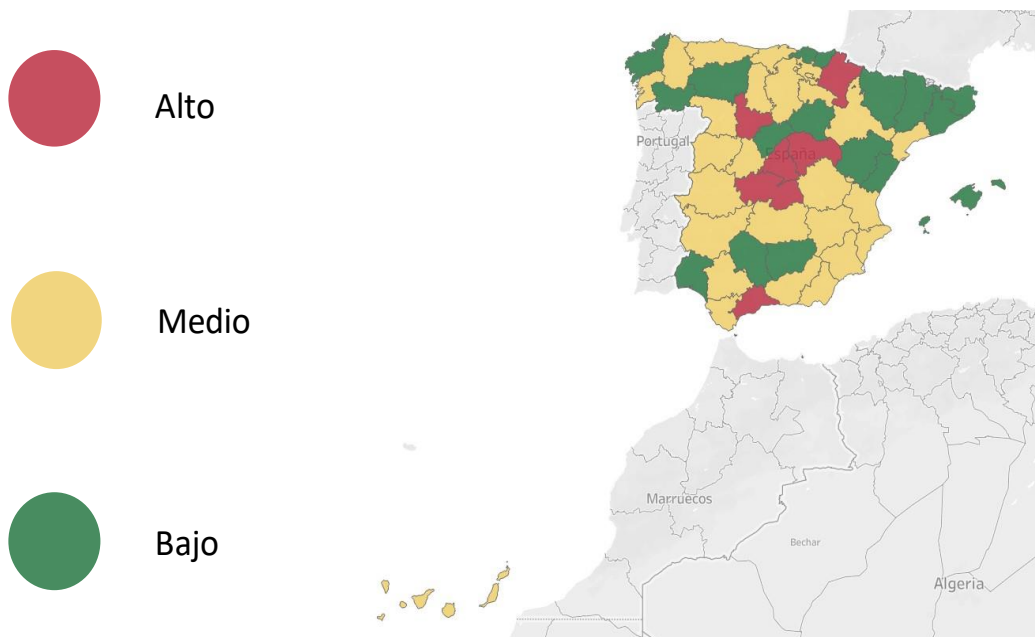 Alto
Medio
Bajo
Portugal
España
Marruecos
Bechar
Algeria